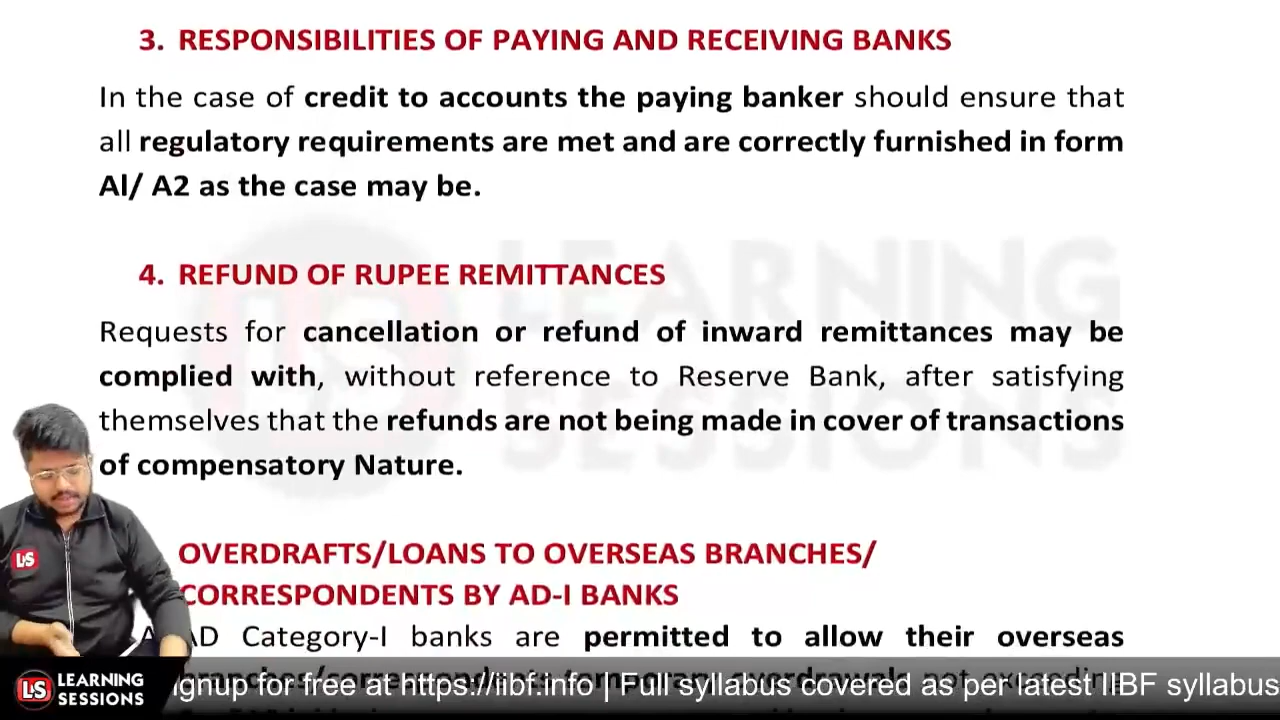 3. RESPONSIBILITIES OF PAYING AND RECEIVING BANKS
In the case of credit to accounts the paying banker should ensure that
all regulatory requirements are met and are correctly furnished in form
Al/ A2 as the case may be.
4. REFUND OF RUPEE REMITTANCES
Requests for cancellation or refund of inward remittances may be
complied with, without reference to Reserve Bank, after satisfying
themselves that the refunds are not being made in cover of transactions
of compensatory Nature.
OVERDRAFTS/LOANS TO OVERSEAS BRANCHES/
CORRESPONDENTS BY AD-I BANKS
AD Category-I banks are permitted to allow their overseas
LEARNING
SESSIONS
LS
LS LEARNING
SESSIONS
gnup for free at https://iibf.info | Full syllabus covered as per latest IIBF syllabus